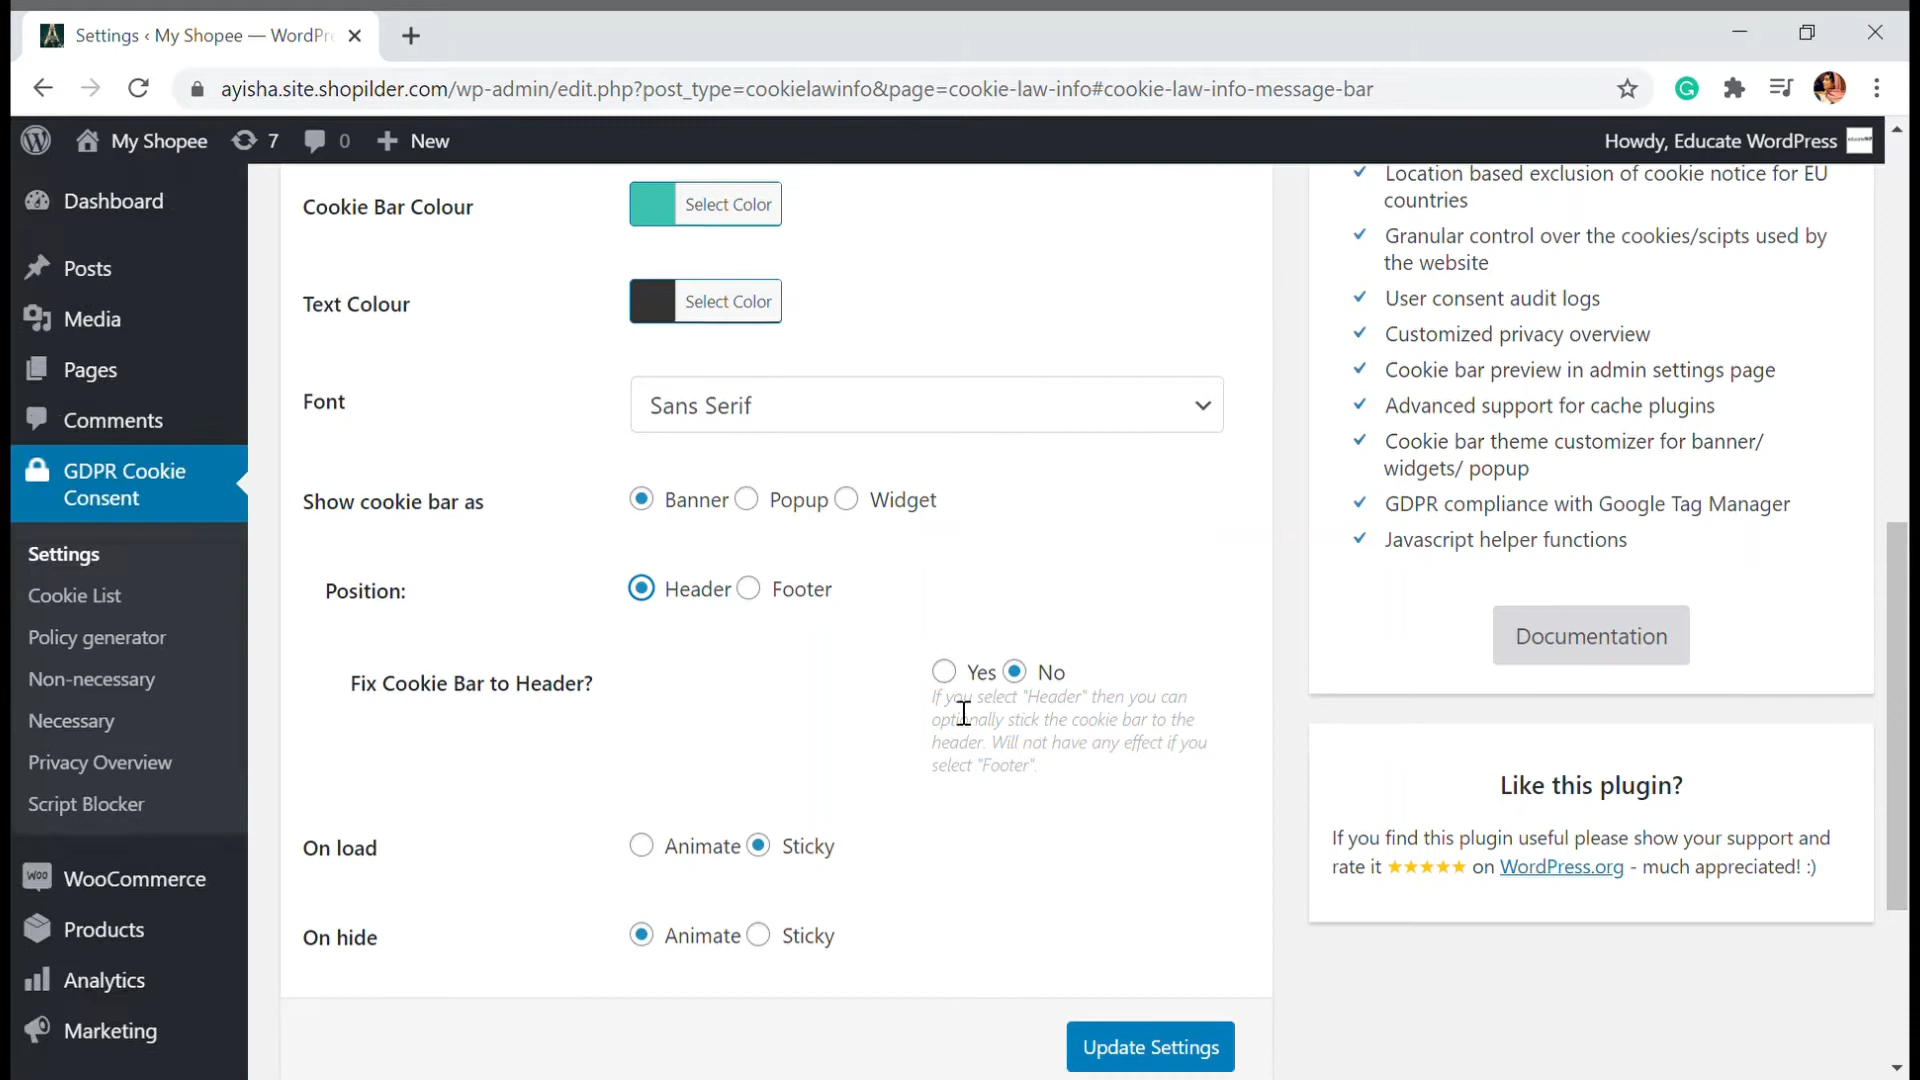 Settings ‹ My Shopee — WordPr
ayisha.site.shopilder.com/wp-admin/edit.php?post_type=cookielawinfo&page=cookie-law-info#cookie-law-info-message-bar
My Shopee
7
0
New
Howdy, Educate WordPress
Dashboard
Posts
Media
Pages
Comments
GDPR Cookie
Consent
Settings
Cookie List
Policy generator
Non-necessary
Necessary
Privacy Overview
Script Blocker
WooCommerce
Products
Analytics
Marketing
Cookie Bar Colour
Select Color
Text Colour
Select Color
Font
Sans Serif
Show cookie bar as
Banner Popup Widget
Position:
Header Footer
Fix Cookie Bar to Header?
Yes No
If you select "Header" then you can
optionally stick the cookie bar to the
header. Will not have any effect if you
select "Footer".
On load
Animate Sticky
On hide
Animate Sticky
Update Settings
Location based exclusion of cookie notice for EU
countries
Granular control over the cookies/scipts used by
the website
User consent audit logs
Customized privacy overview
Cookie bar preview in admin settings page
Advanced support for cache plugins
Cookie bar theme customizer for banner/
widgets/ popup
GDPR compliance with Google Tag Manager
Javascript helper functions
Documentation
Like this plugin?
If you find this plugin useful please show your support and
rate it ★★★★★ on WordPress.org - much appreciated! :)